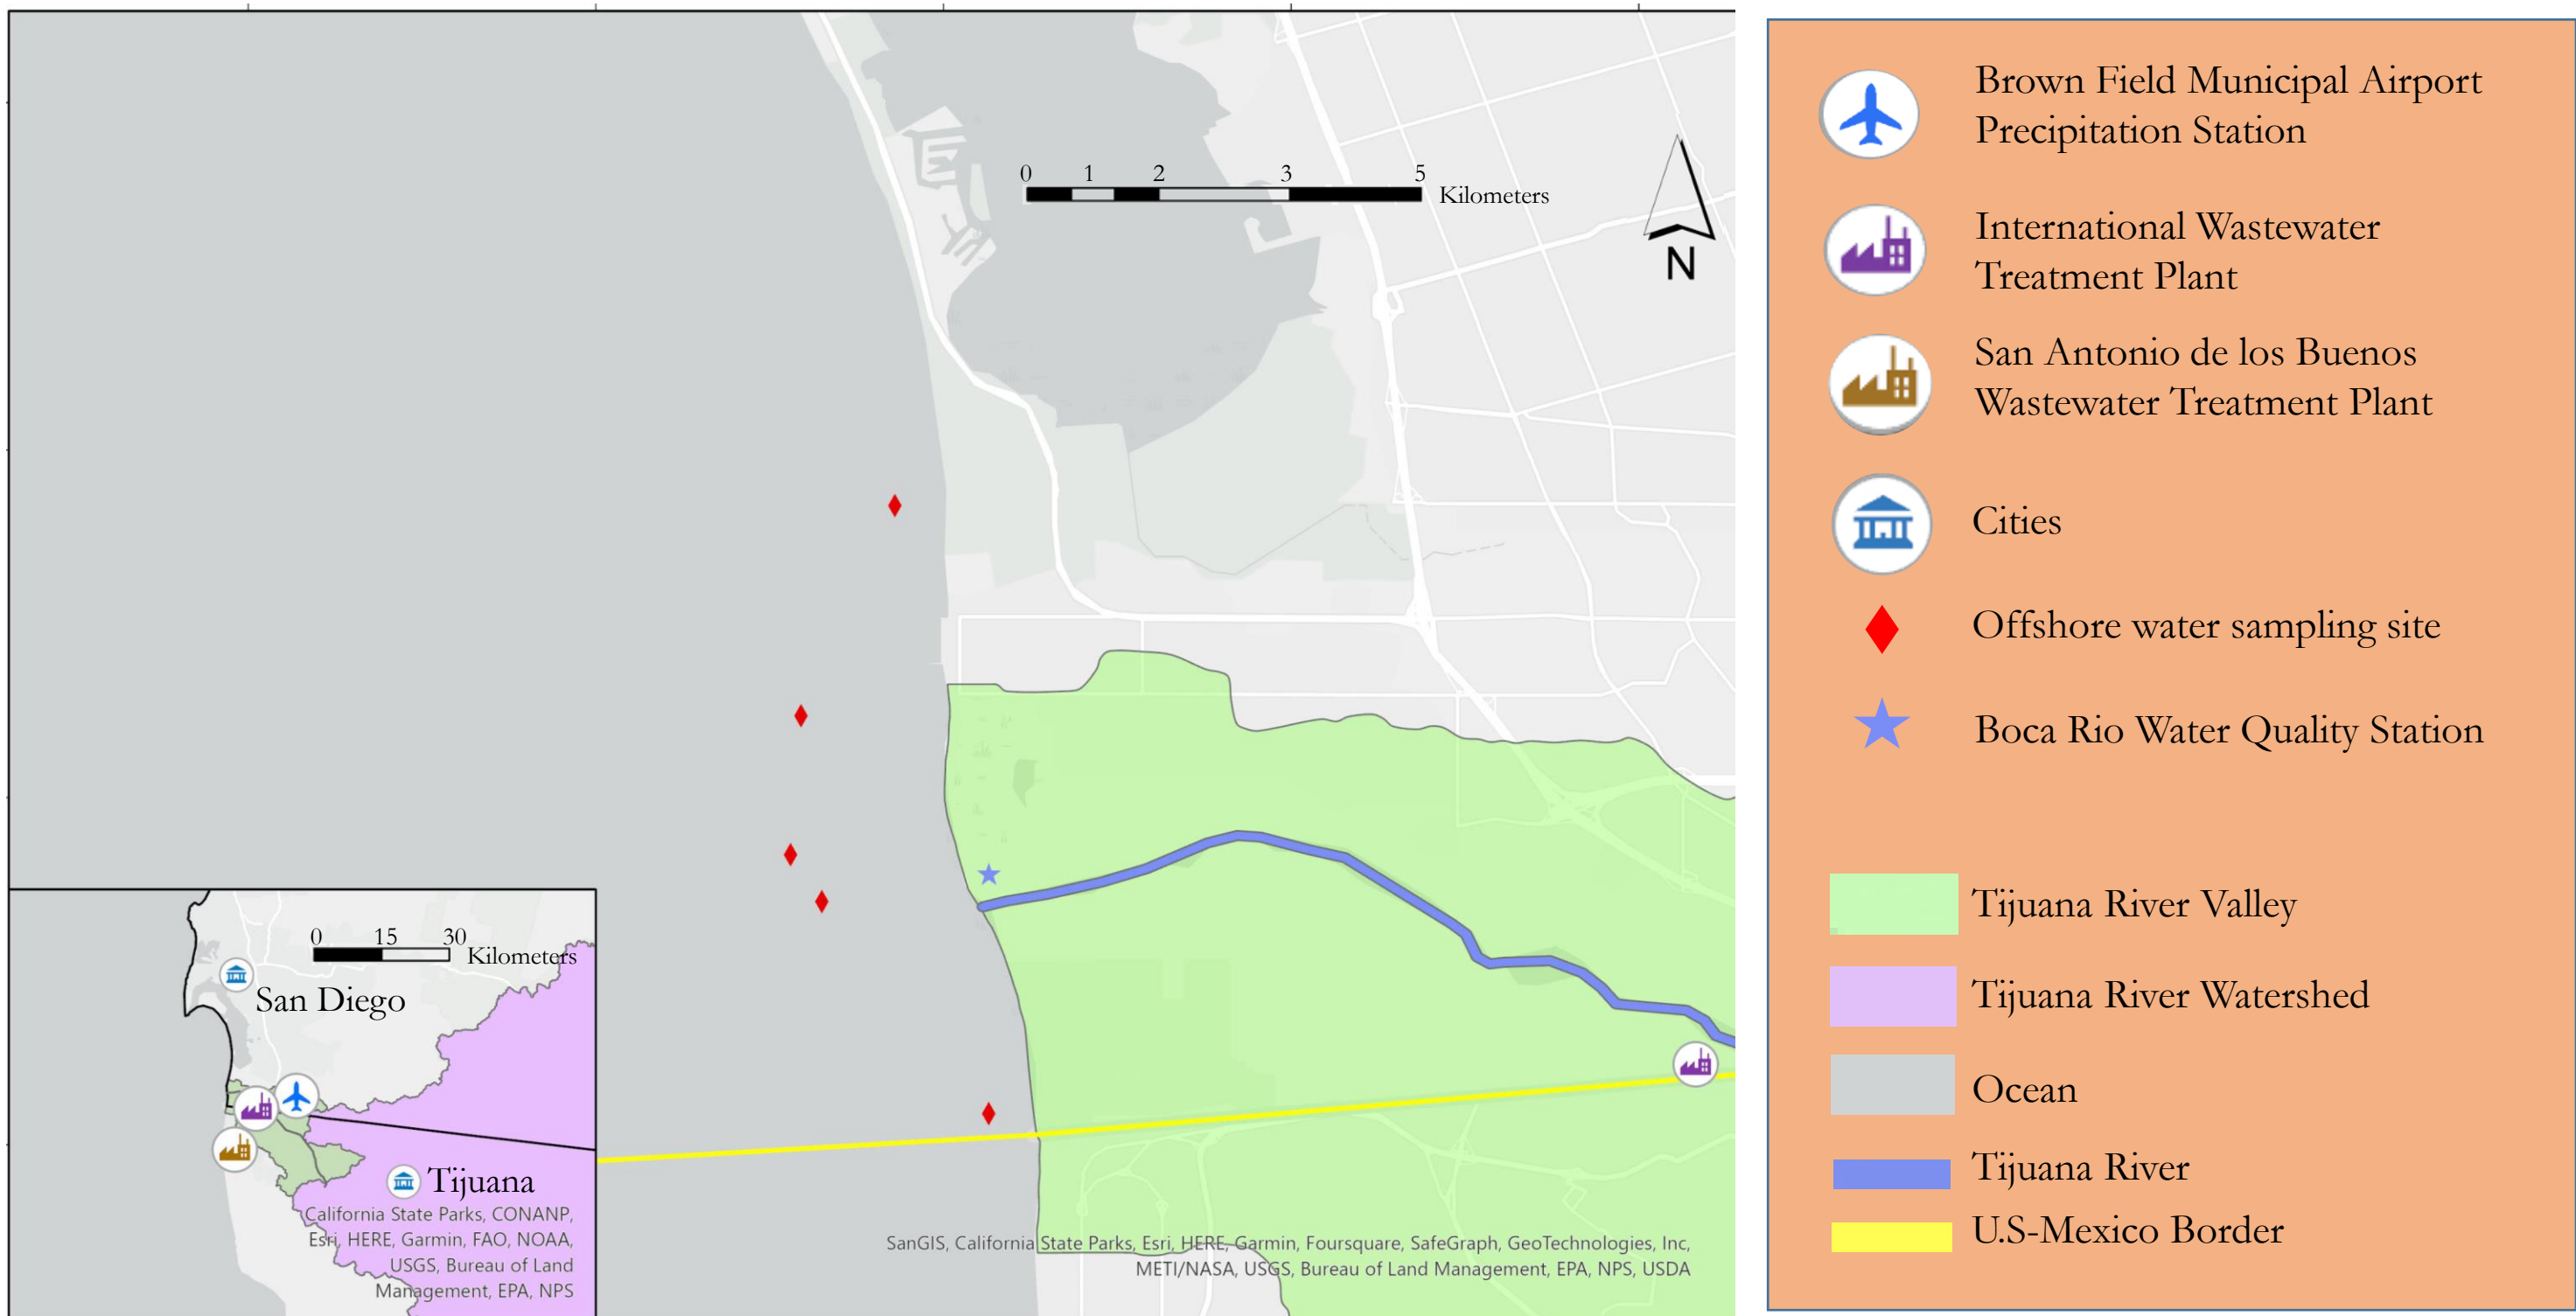 0 1 2 3 5
Kilometers
N
0 15 30
Kilometers
San Diego
Tijuana
California State Parks, CONANP,
Esri, HERE, Garmin, FAO, NOAA,
USGS, Bureau of Land
Management, EPA, NPS
SanGIS, California State Parks, Esri, HERE, Garmin, Foursquare, SafeGraph, GeoTechnologies, Inc,
METI/NASA, USGS, Bureau of Land Management, EPA, NPS, USDA
Brown Field Municipal Airport
Precipitation Station
International Wastewater
Treatment Plant
San Antonio de los Buenos
Wastewater Treatment Plant
Cities
Offshore water sampling site
Boca Rio Water Quality Station
Tijuana River Valley
Tijuana River Watershed
Ocean
Tijuana River
U.S-Mexico Border